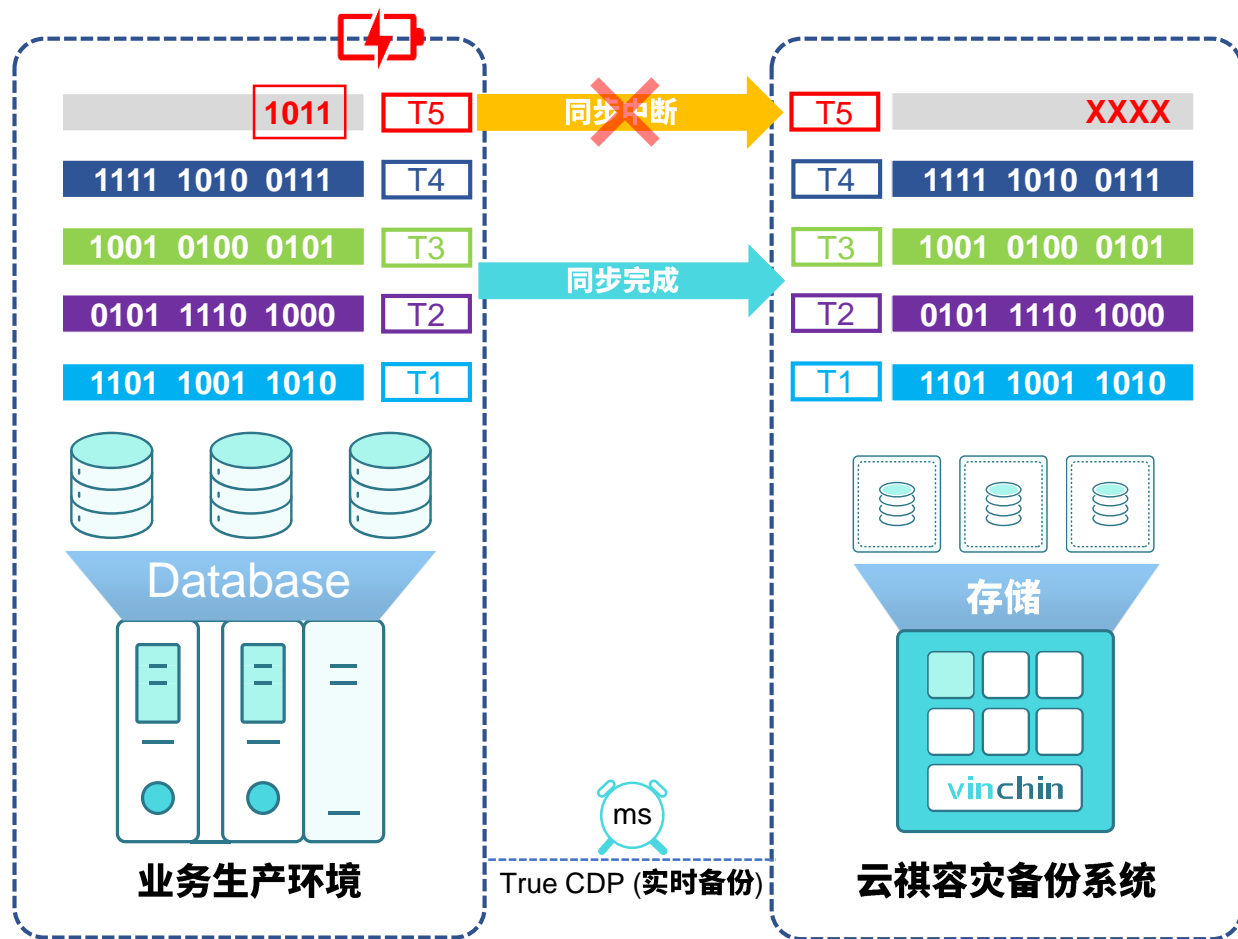 1011 T5 同步中断 T5 XXXX
1111 1010 0111 T4 T4 1111 1010 0111
1001 0100 0101 T3 T3 1001 0100 0101
同步完成
0101 1110 1000 T2 T2 0101 1110 1000
1101 1001 1010 T1 T1 1101 1001 1010
Database
存储
vinchin
ms
业务生产环境
True CDP (实时备份)
云祺容灾备份系统